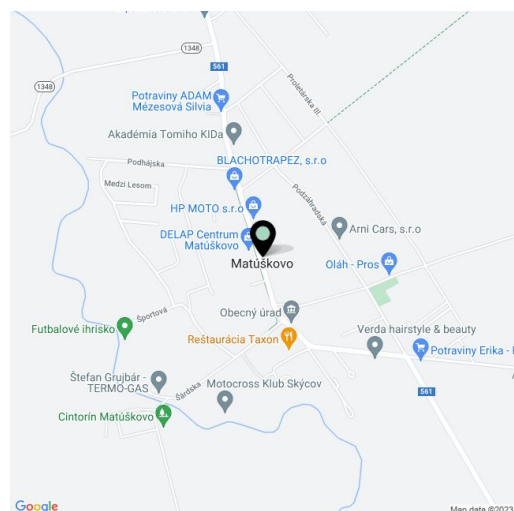 1348
561
1348
Proletárska III.
Potraviny ADAM
Mézesová Silvia
Akadémia Tomiho KIDa
BLACHOTRAPEZ, s.r.o
Podhájska
Medzi Lesom
Podzáhradská
HP MOTO s.r.o
Arni Cars, s.r.o
DELAP Centrum
Matúškovo
Matúškovo
Oláh - Pros
Obecný úrad
Športová
Futbalové ihrisko
Reštaurácia Taxon
Verda hairstyle & beauty
Potraviny Erika -
Štefan Grujbár -
TERMO-GAS
Šárdska
Motocross Klub Skýcov
561
Cintorín Matúškovo
Google
Map data ©2023